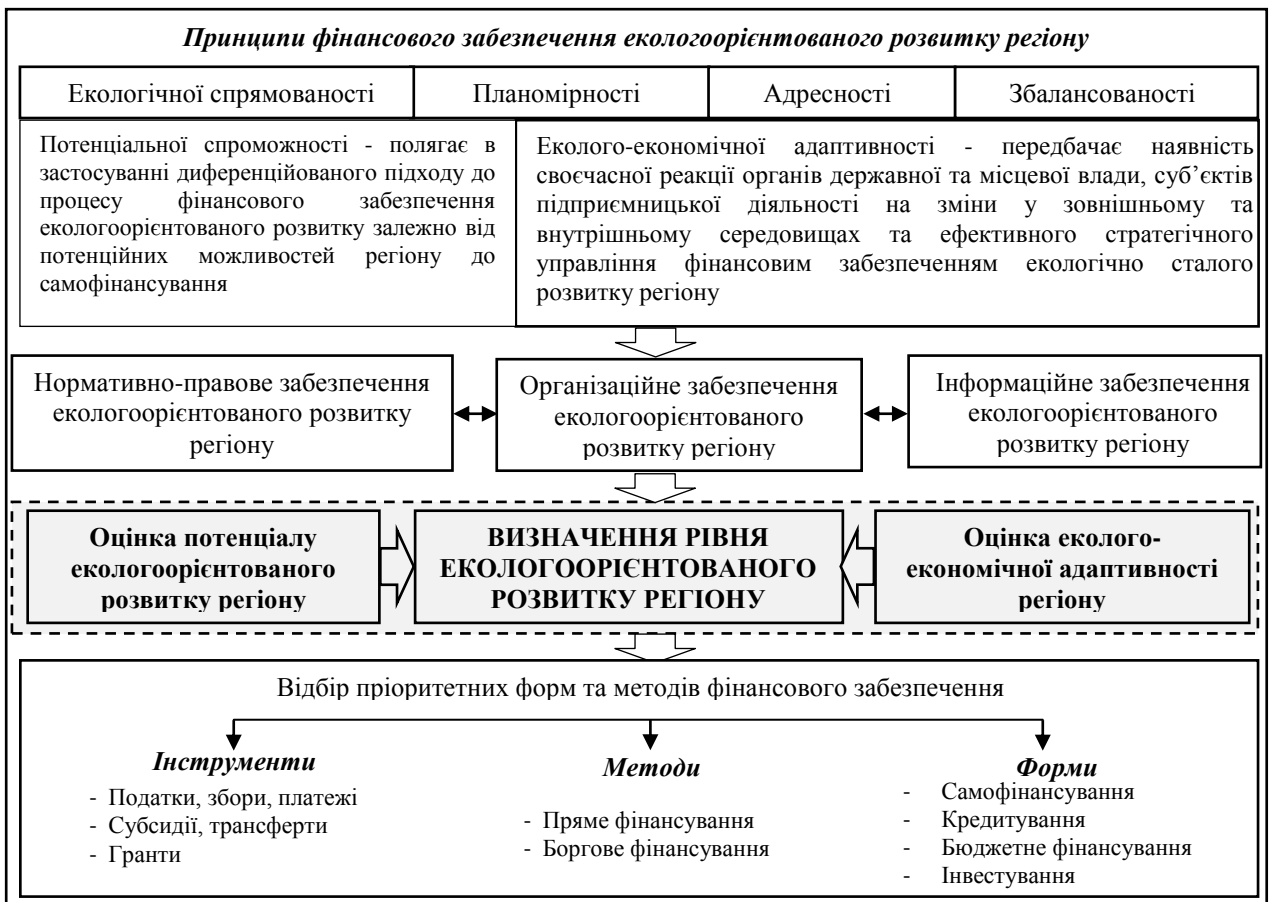 Принципи фінансового забезпечення екологоорієнтованого розвитку регіону
Екологічної спрямованості
Планомірності
Адресності
Збалансованості
Потенціальної спроможності - полягає в
застосуванні диференційованого підходу до
процесу фінансового забезпечення
екологоорієнтованого розвитку залежно від
потенційних можливостей регіону до
самофінансування
Еколого-економічної адаптивності - передбачає наявність
своєчасної реакції органів державної та місцевої влади, суб’єктів
підприємницької діяльності на зміни у зовнішньому та
внутрішньому середовищах та ефективного стратегічного
управління фінансовим забезпеченням екологічно сталого
розвитку регіону
Нормативно-правове забезпечення
екологоорієнтованого розвитку
регіону
Організаційне забезпечення
екологоорієнтованого
розвитку регіону
Інформаційне забезпечення
екологоорієнтованого
розвитку регіону
Оцінка потенціалу
екологоорієнтованого
розвитку регіону
ВИЗНАЧЕННЯ РІВНЯ
ЕКОЛОГООРІЄНТОВАНОГО
РОЗВИТКУ РЕГІОНУ
Оцінка еколого-
економічної адаптивності
регіону
Відбір пріоритетних форм та методів фінансового забезпечення
Інструменти
- Податки, збори, платежі
- Субсидії, трансферти
- Гранти
Методи
- Пряме фінансування
- Боргове фінансування
Форми
- Самофінансування
- Кредитування
- Бюджетне фінансування
- Інвестування